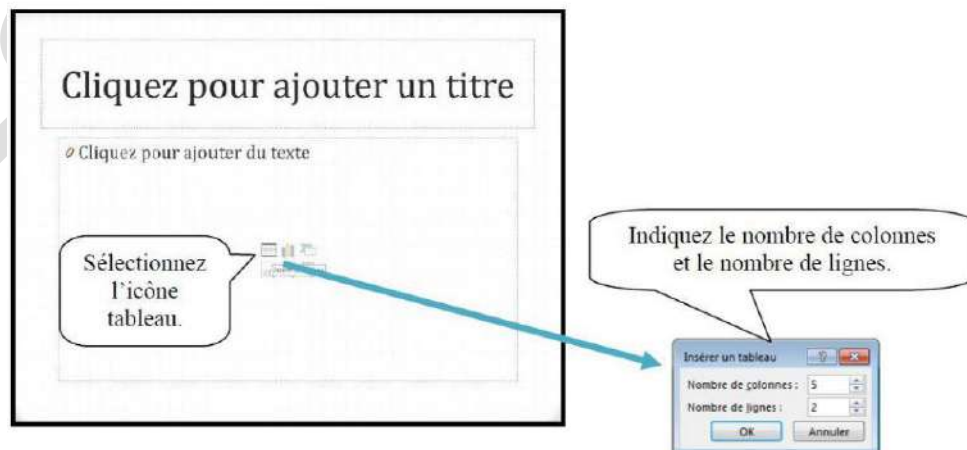 Cliquez pour ajouter un titre
Cliquez pour ajouter du texte
Sélectionnez
l'icône
tableau.
Indiquez le nombre de colonnes
et le nombre de lignes.
Insérer un tableau
Nombre de colonnes : 5
Nombre de lignes : 2
OK Annuler